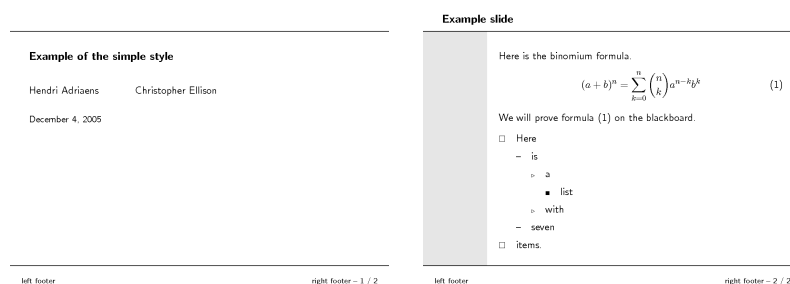 Example of the simple style
Hendri Adriaens Christopher Ellison
December 4, 2005
left footer right footer – 1 / 2
Example slide
Here is the binomium formula.
(a + b)^n = \sum_{k=0}^{n} \binom{n}{k} a^{n−k} b^k (1)
We will prove formula (1) on the blackboard.
□ Here
– is
▹ a
■ list
▹ with
– seven
□ items.
left footer right footer – 2 / 2